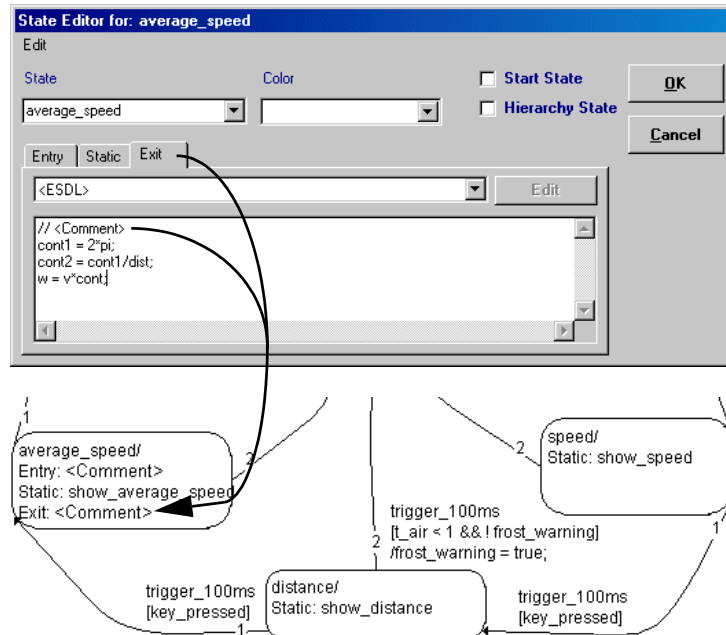 State Editor for: average_speed
Edit
State
Color
Start State
OK
average_speed
Hierarchy State
Cancel
Entry
Static
Exit
<ESDL>
Edit
// <Comment>
cont1 = 2*pi;
cont2 = cont1/dist;
w = v*cont;
1
average_speed/
Entry: <Comment>
Static: show_average_speed
Exit: <Comment>
2
2
speed/
Static: show_speed
trigger_100ms
[t_air < 1 && ! frost_warning]
/frost_warning = true;
2
1
trigger_100ms
[key_pressed]
1
distance/
Static: show_distance
trigger_100ms
[key_pressed]